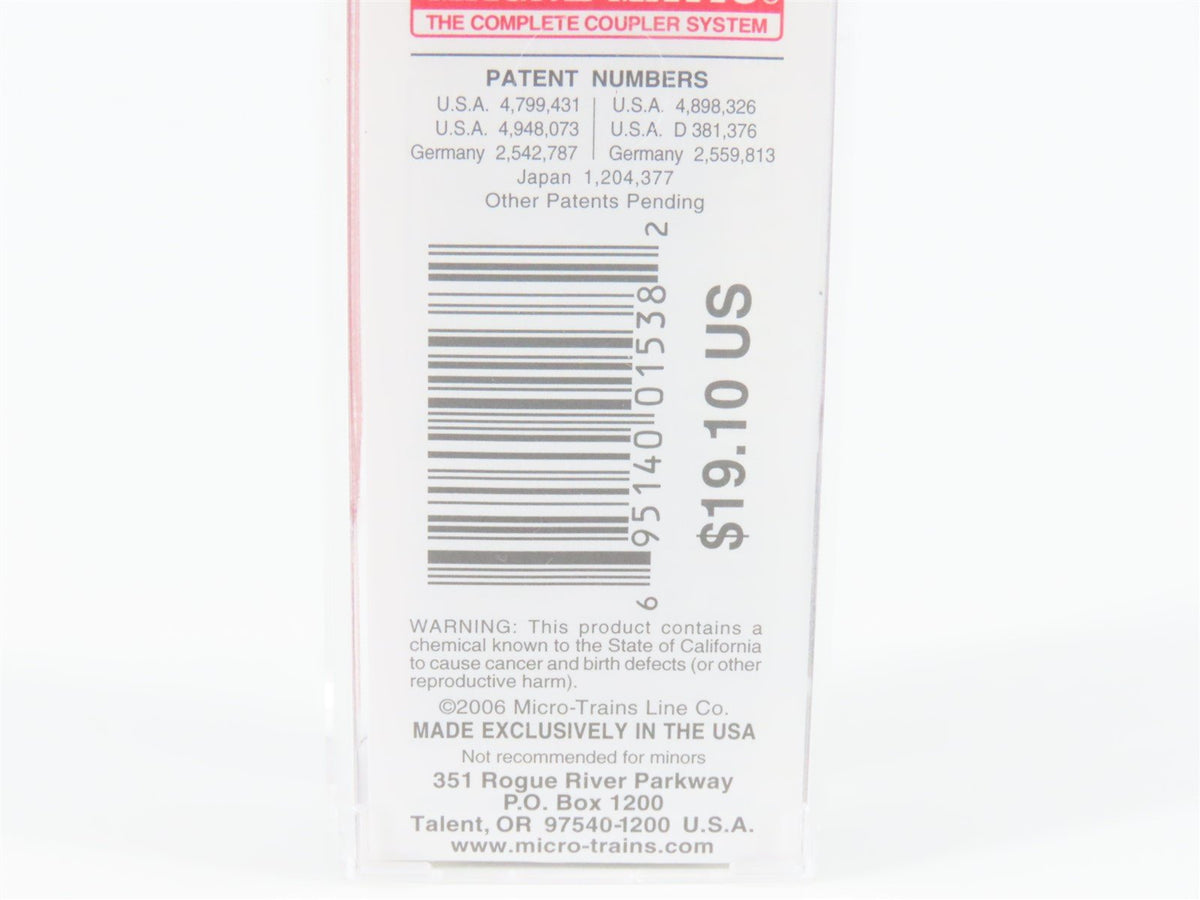 THE COMPLETE COUPLER SYSTEM
PATENT NUMBERS
U.S.A. 4,799,431 U.S.A. 4,898,326
U.S.A. 4,948,073 U.S.A. D 381,376
Germany 2,542,787 Germany 2,559,813
Japan 1,204,377
Other Patents Pending
6 95140 01538 2
$19.10 US
WARNING: This product contains a
chemical known to the State of California
to cause cancer and birth defects (or other
reproductive harm).
©2006 Micro-Trains Line Co.
MADE EXCLUSIVELY IN THE USA
Not recommended for minors
351 Rogue River Parkway
P.O. Box 1200
Talent, OR 97540-1200 U.S.A.
www.micro-trains.com